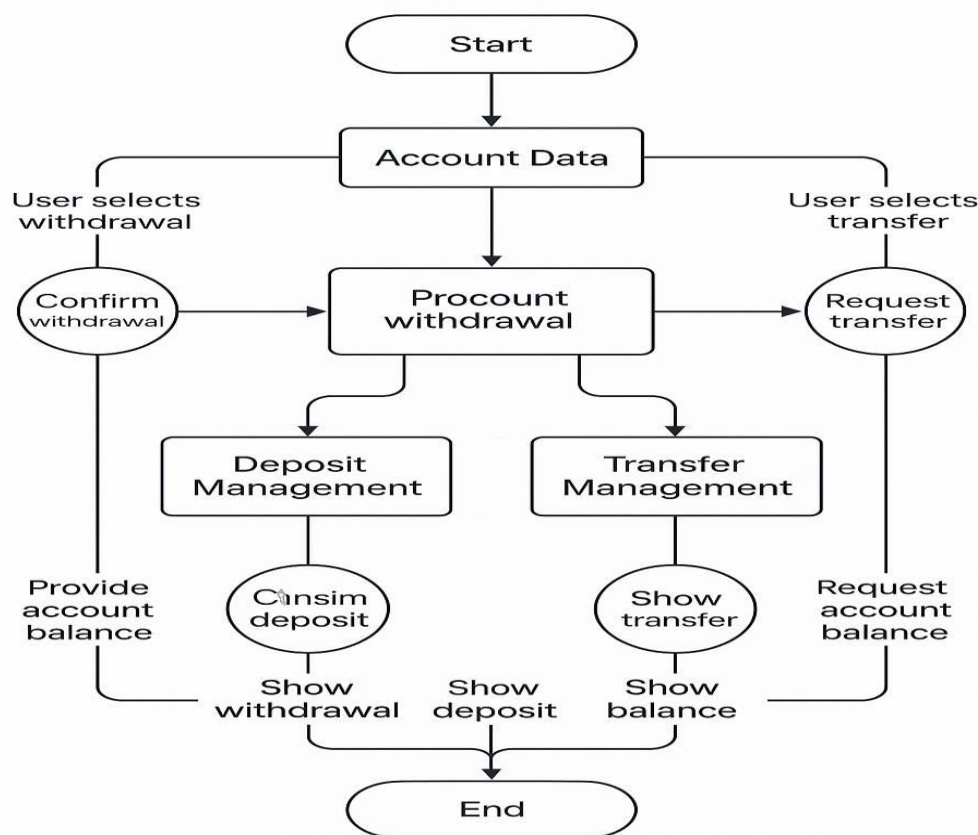 Start
Account Data
User selects
withdrawal
User selects
transfer
Confirm
withdrawal
Procount
withdrawal
Request
transfer
Deposit
Management
Transfer
Management
Provide
account
balance
deposit
Show
transfer
Request
account
balance
Show
withdrawal
Show
deposit
Show
balance
End